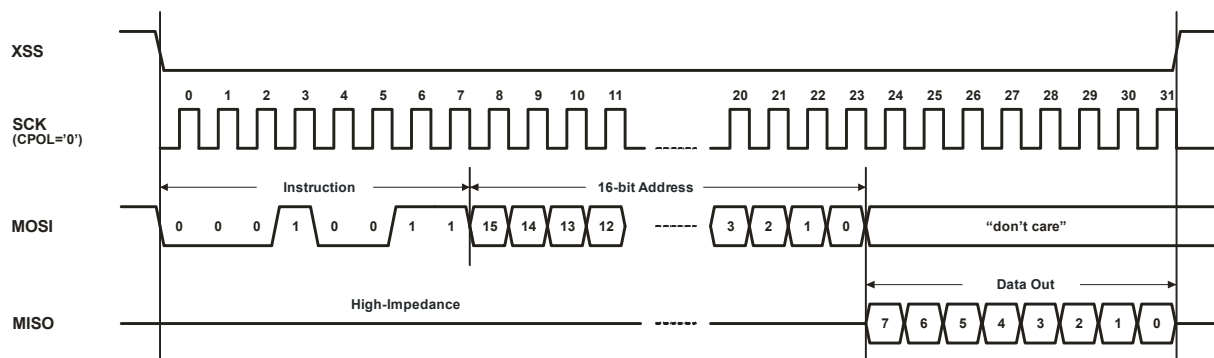 XSS
0 1 2 3 4 5 6 7 8 9 10 11 20 21 22 23 24 25 26 27 28 29 30 31
SCK
(CPOL='0')
Instruction 16-bit Address
MOSI 0 0 0 1 0 0 1 1 15 14 13 12 3 2 1 0 “don’t care”
High-Impedance Data Out
MISO 7 6 5 4 3 2 1 0